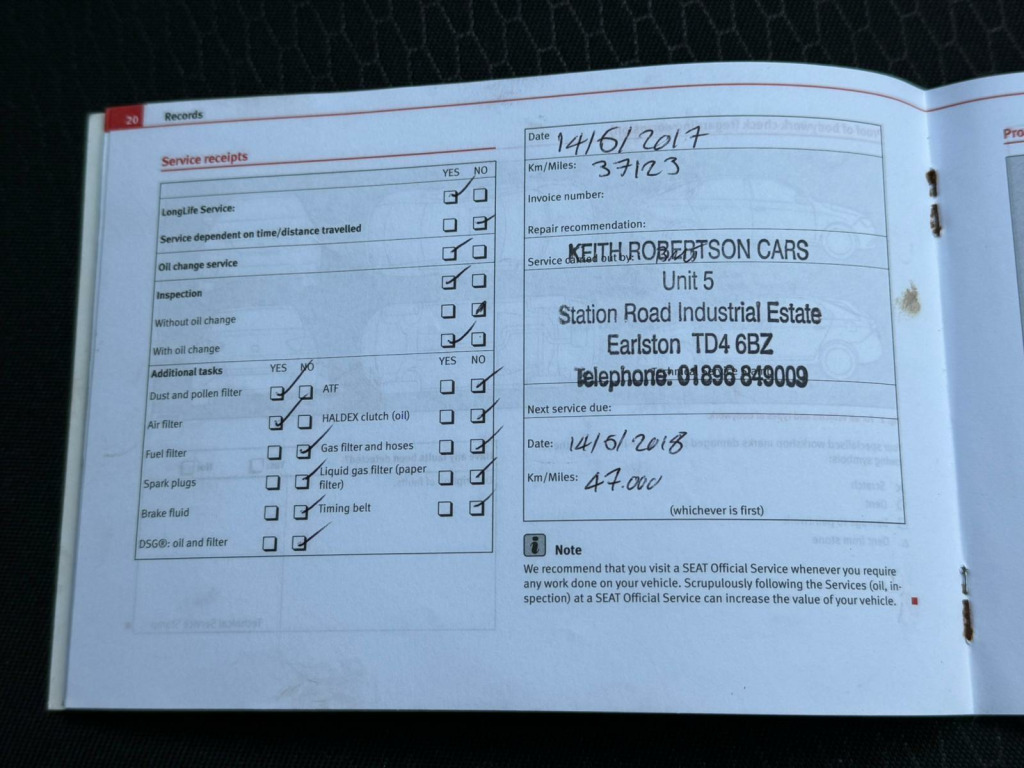 20 Records
Service receipts
YES NO
LongLife Service:
Service dependent on time/distance travelled
Oil change service
Inspection
Without oil change
With oil change
Additional tasks YES NO YES NO
Dust and pollen filter ATF
Air filter HALDEX clutch (oil)
Fuel filter Gas filter and hoses
Spark plugs Liquid gas filter (paper
filter)
Brake fluid Timing belt
DSG®: oil and filter
Date 14/6/2017
Km/Miles: 37123
Invoice number:
Repair recommendation:
Service carried out by:
KEITH ROBERTSON CARS
Unit 5
Station Road Industrial Estate
Earlston TD4 6BZ
Telephone: 01896 849009
Next service due:
Date: 14/6/2018
Km/Miles: 47.000
(whichever is first)
i Note
We recommend that you visit a SEAT Official Service whenever you require
any work done on your vehicle. Scrupulously following the Services (oil, in-
spection) at a SEAT Official Service can increase the value of your vehicle.
Pro